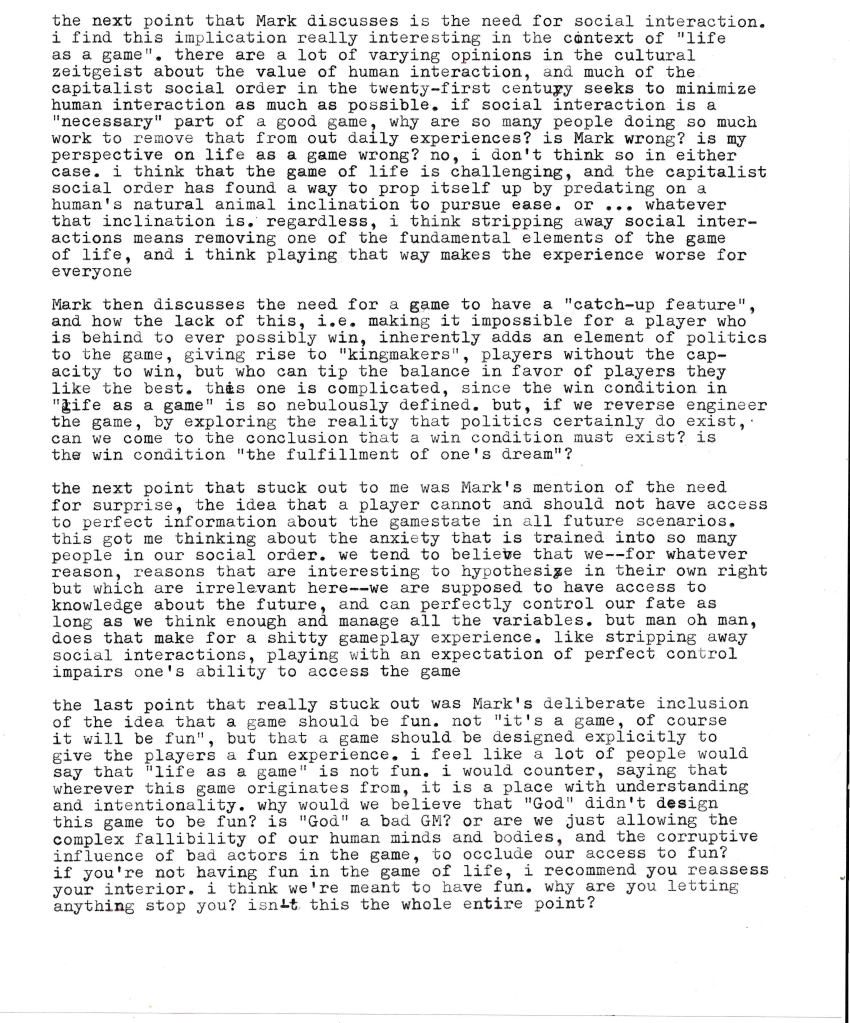 the next point that Mark discusses is the need for social interaction.
i find this implication really interesting in the context of "life
as a game". there are a lot of varying opinions in the cultural
zeitgeist about the value of human interaction, and much of the
capitalist social order in the twenty-first century seeks to minimize
human interaction as much as possible. if social interaction is a
"necessary" part of a good game, why are so many people doing so much
work to remove that from out daily experiences? is Mark wrong? is my
perspective on life as a game wrong? no, i don't think so in either
case. i think that the game of life is challenging, and the capitalist
social order has found a way to prop itself up by predating on a
human's natural animal inclination to pursue ease. or ... whatever
that inclination is. regardless, i think stripping away social inter-
actions means removing one of the fundamental elements of the game
of life, and i think playing that way makes the experience worse for
everyone

Mark then discusses the need for a game to have a "catch-up feature",
and how the lack of this, i.e. making it impossible for a player who
is behind to ever possibly win, inherently adds an element of politics
to the game, giving rise to "kingmakers", players without the cap-
acity to win, but who can tip the balance in favor of players they
like the best. this one is complicated, since the win condition in
"life as a game" is so nebulously defined. but, if we reverse engineer
the game, by exploring the reality that politics certainly do exist,
can we come to the conclusion that a win condition must exist? is
the win condition "the fulfillment of one's dream"?

the next point that stuck out to me was Mark's mention of the need
for surprise, the idea that a player cannot and should not have access
to perfect information about the gamestate in all future scenarios.
this got me thinking about the anxiety that is trained into so many
people in our social order. we tend to believe that we--for whatever
reason, reasons that are interesting to hypothesize in their own right
but which are irrelevant here--we are supposed to have access to
knowledge about the future, and can perfectly control our fate as
long as we think enough and manage all the variables. but man oh man,
does that make for a shitty gameplay experience. like stripping away
social interactions, playing with an expectation of perfect control
impairs one's ability to access the game

the last point that really stuck out was Mark's deliberate inclusion
of the idea that a game should be fun. not "it's a game, of course
it will be fun", but that a game should be designed explicitly to
give the players a fun experience. i feel like a lot of people would
say that "life as a game" is not fun. i would counter, saying that
wherever this game originates from, it is a place with understanding
and intentionality. why would we believe that "God" didn't design
this game to be fun? is "God" a bad GM? or are we just allowing the
complex fallibility of our human minds and bodies, and the corruptive
influence of bad actors in the game, to occlude our access to fun?
if you're not having fun in the game of life, i recommend you reassess
your interior. i think we're meant to have fun. why are you letting
anything stop you? isn't this the whole entire point?